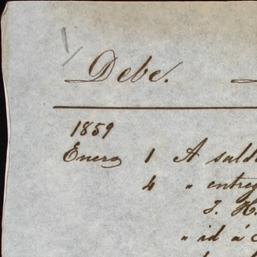 Debe.
1859
Enero 1 A sald
4 " entreg
J. H
" id á